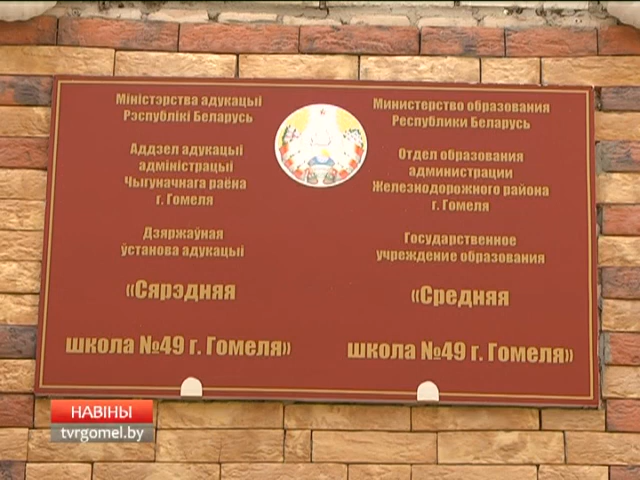 Міністэрства адукацыі
Рэспублікі Беларусь
Аддзел адукацыі
адміністрацыі
Чыгуначнага раёна
г. Гомеля
Дзяржаўная
ўстанова адукацыі
«Сярэдняя
школа №49 г. Гомеля»
Министерство образования
Республики Беларусь
Отдел образования
администрации
Железнодорожного района
г. Гомеля
Государственное
учреждение образования
«Средняя
школа №49 г. Гомеля»
НАВІНЫ
tvrgomel.by